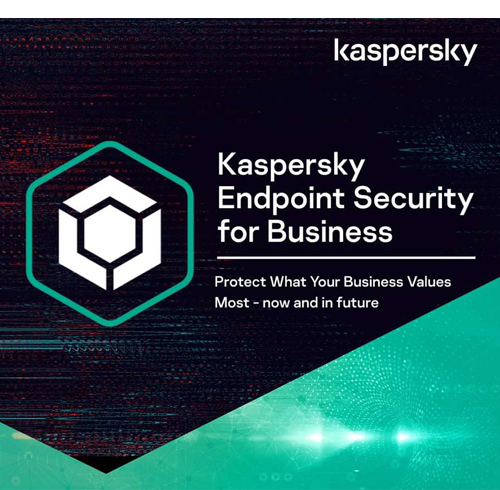 kaspersky
Kaspersky
Endpoint Security
for Business
Protect What Your Business Values
Most - now and in future